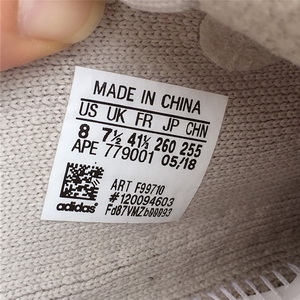 MADE IN CHINA
US UK FR JP CHN
8 7½ 41⅓ 260 255
APE 779001 05/18
ART F99710
#120094603
Fd87VMZb00093
adidas